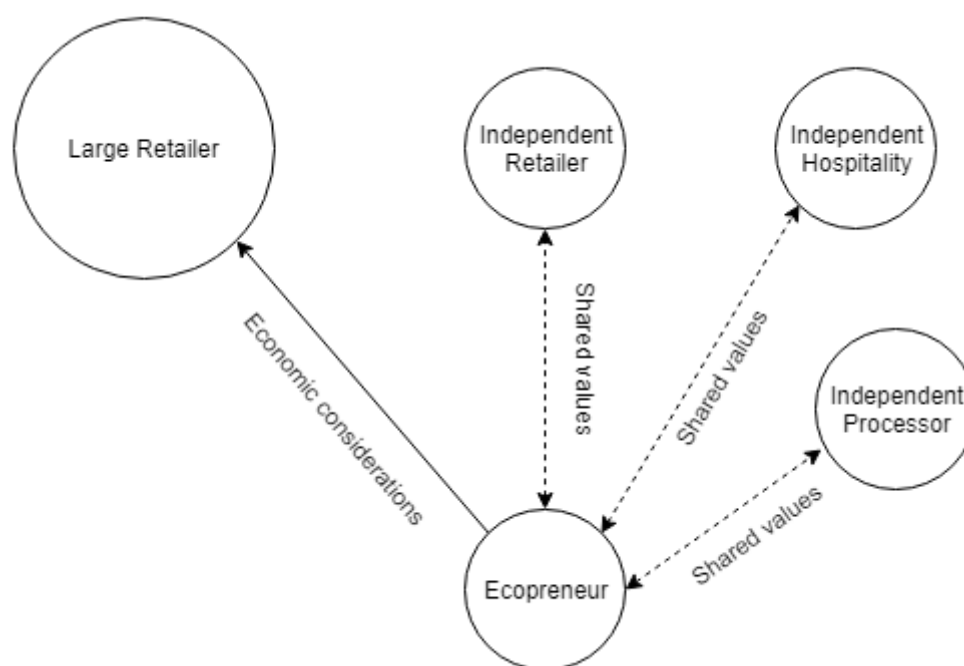 Large Retailer
Independent
Retailer
Independent
Hospitality
Economic considerations
Shared values
Shared values
Independent
Processor
Shared values
Ecopreneur